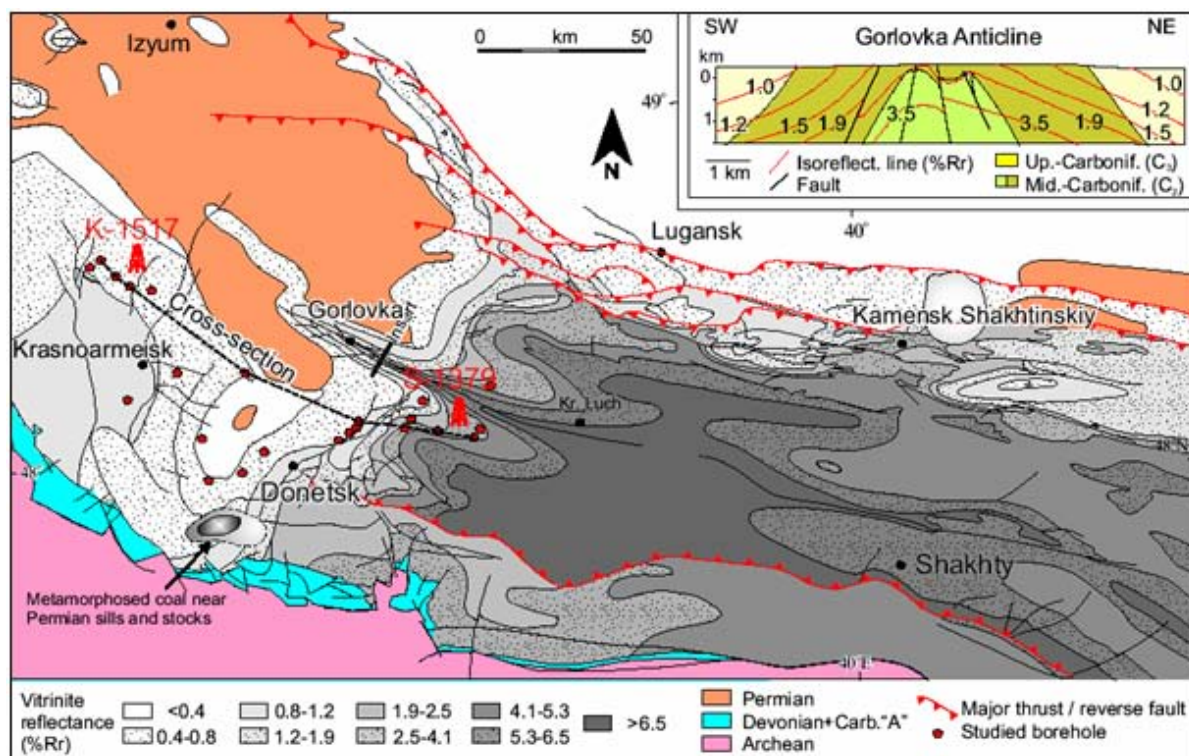 Izyum
0 km 50
49°
N
SW NE
Gorlovka Anticline
km
0
1
1.0
1.2
1.5
1.9
3.5
3.5
1.9
1.0
1.2
1.5
1 km
Isoreflect. line (%Rr)
Fault
Up.-Carbonif. (C₃)
Mid.-Carbonif. (C₂)
40°
K-1517
Lugansk
Gorlovka
Cross-section
Kamensk Shakhtinskiy
Krasnoarmeisk
S-1379
Kr. Luch
48°N
48
Donetsk
Shakhty
Metamorphosed coal near
Permian sills and stocks
40°E
Vitrinite
reflectance
(%Rr)
<0.4
0.4-0.8
0.8-1.2
1.2-1.9
1.9-2.5
2.5-4.1
4.1-5.3
5.3-6.5
>6.5
Permian
Devonian+Carb."A"
Archean
Major thrust / reverse fault
Studied borehole